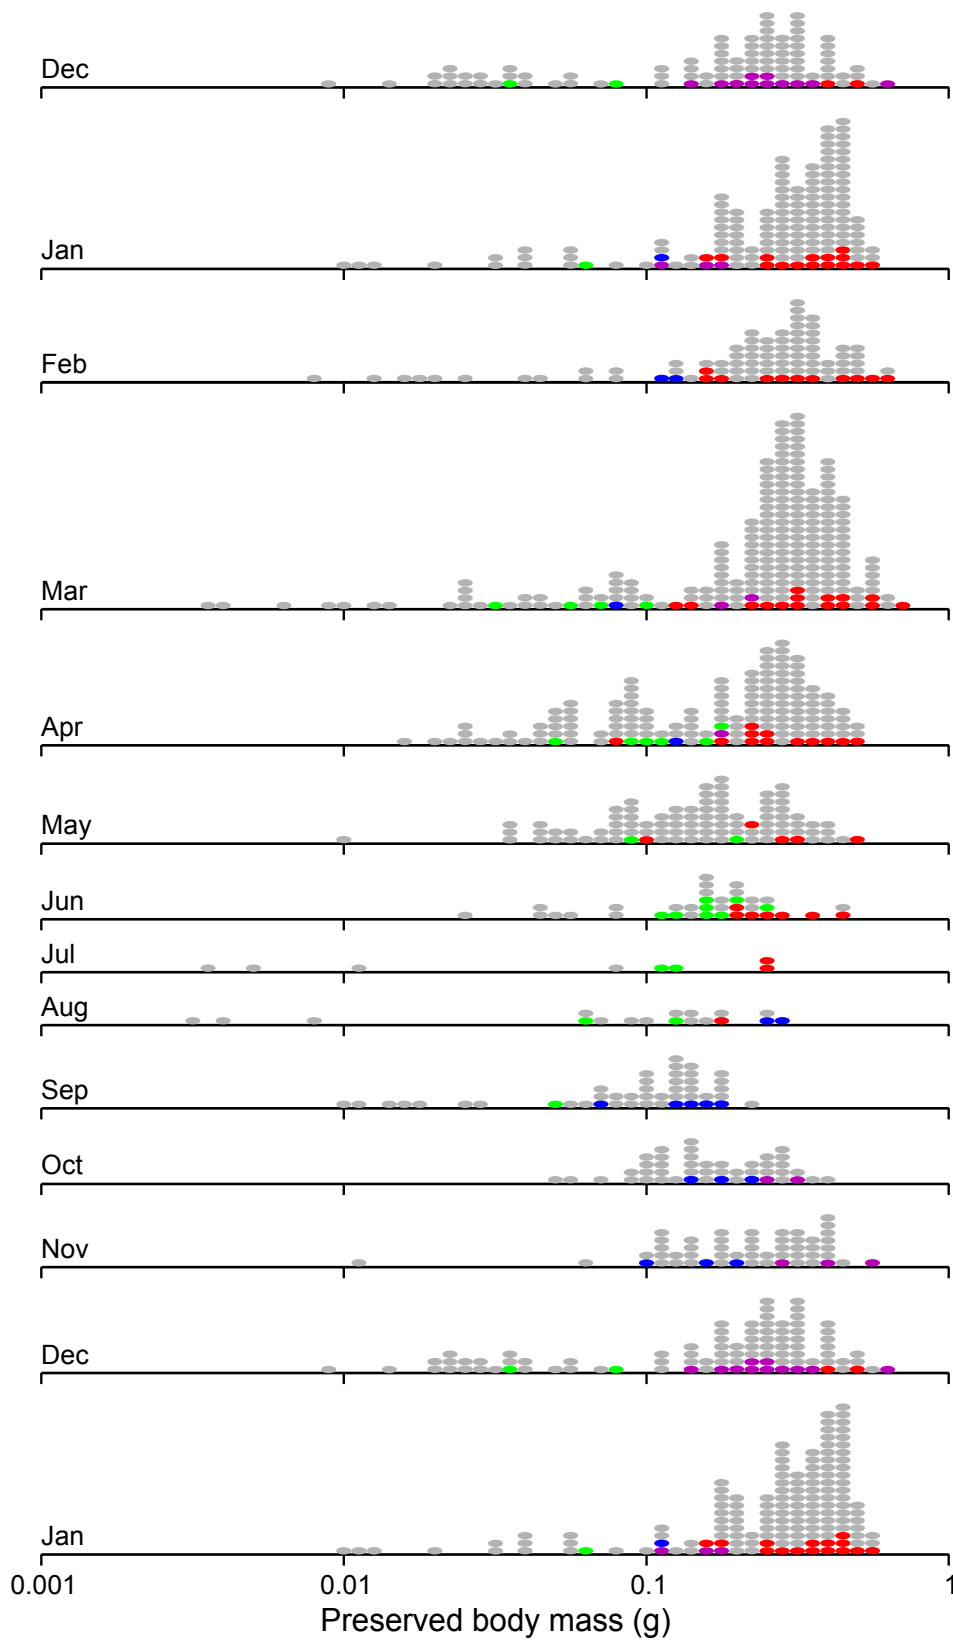 Dec
Jan
Feb
Mar
Apr
May
Jun
Jul
Aug
Sep
Oct
Nov
Dec
Jan
0.001 0.01 0.1 1
Preserved body mass (g)